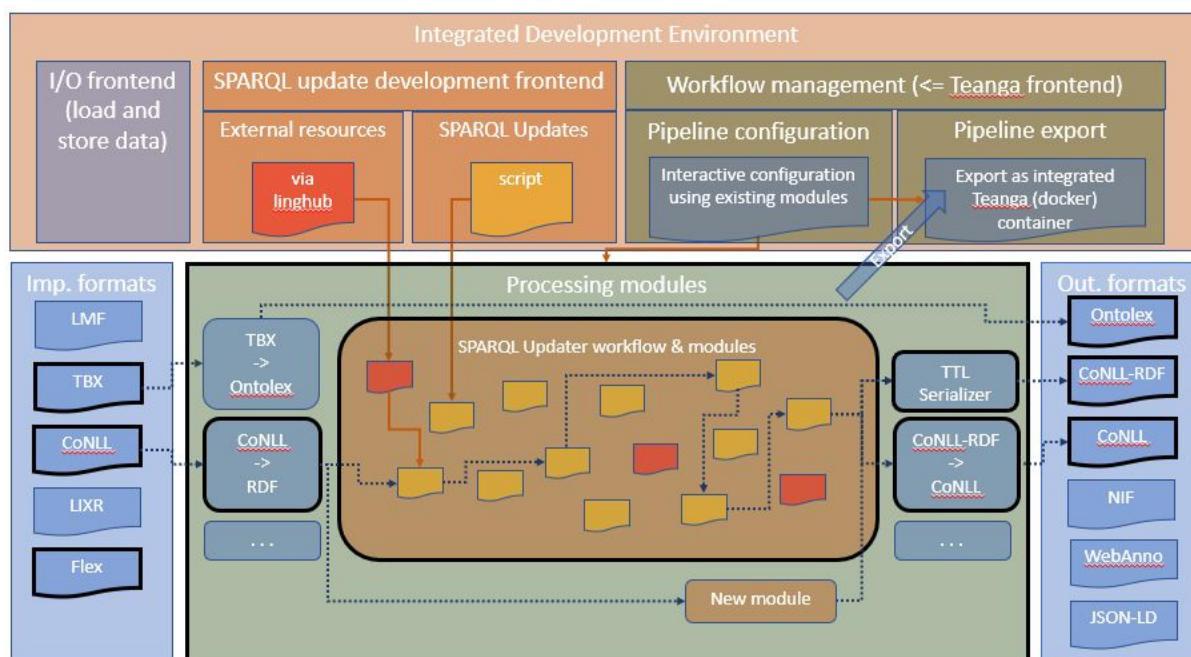 Integrated Development Environment
I/O frontend
(load and
store data)
SPARQL update development frontend
External resources
via
linghub
SPARQL Updates
script
Workflow management (<= Teanga frontend)
Pipeline configuration
Interactive configuration
using existing modules
Pipeline export
Export as integrated
Teanga (docker)
container
Export
Imp. formats
LMF
TBX
CoNLL
LIXR
Flex
Processing modules
TBX
->
Ontolex
CoNLL
->
RDF
...
SPARQL Updater workflow & modules
New module
TTL
Serializer
CoNLL-RDF
->
CoNLL
...
Out. formats
Ontolex
CoNLL-RDF
CoNLL
NIF
WebAnno
JSON-LD